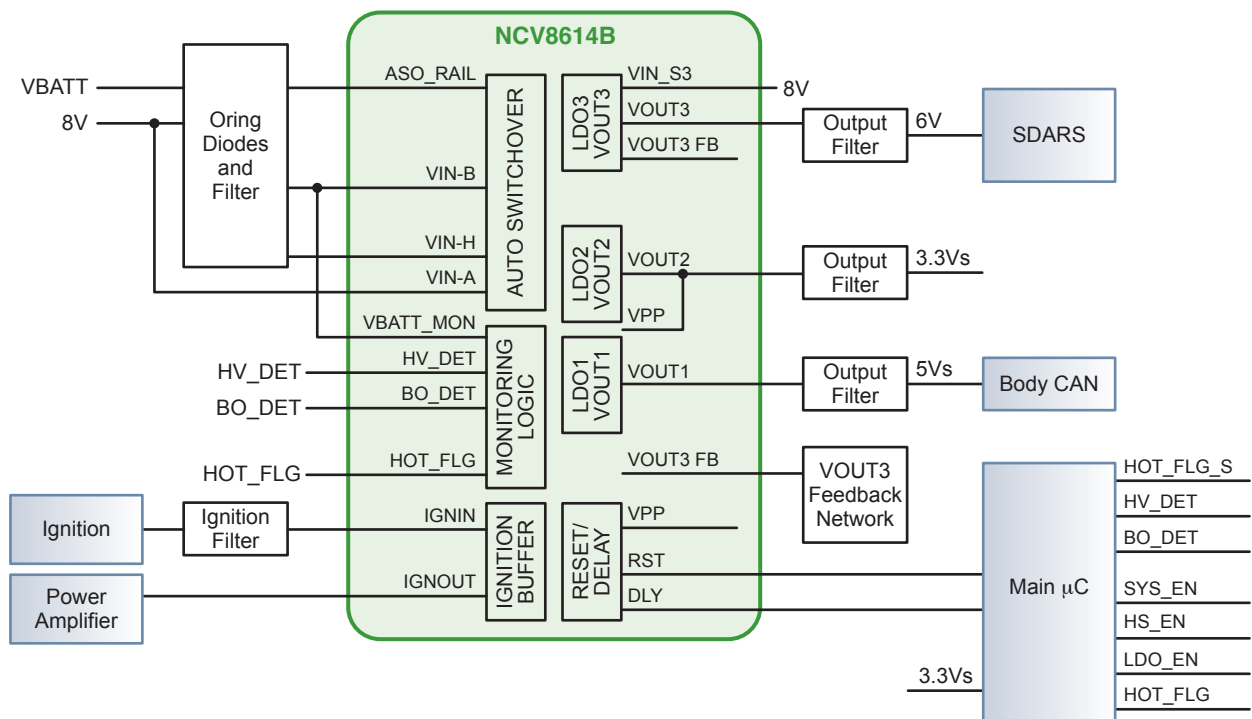 NCV8614B
VBATT
8V
Oring
Diodes
and
Filter
ASO_RAIL
VIN-B
VIN-H
VIN-A
AUTO SWITCHOVER
LDO3
VOUT3
VIN_S3
8V
VOUT3
VOUT3 FB
Output
Filter
6V
SDARS
LDO2
VOUT2
VOUT2
VPP
Output
Filter
3.3Vs
VBATT_MON
HV_DET
HV_DET
BO_DET
BO_DET
HOT_FLG
HOT_FLG
MONITORING
LOGIC
LDO1
VOUT1
VOUT1
Output
Filter
5Vs
Body CAN
VOUT3 FB
VOUT3
Feedback
Network
Ignition
Ignition
Filter
IGNIN
Power
Amplifier
IGNOUT
IGNITION
BUFFER
RESET/
DELAY
VPP
RST
DLY
Main μC
3.3Vs
HOT_FLG_S
HV_DET
BO_DET
SYS_EN
HS_EN
LDO_EN
HOT_FLG